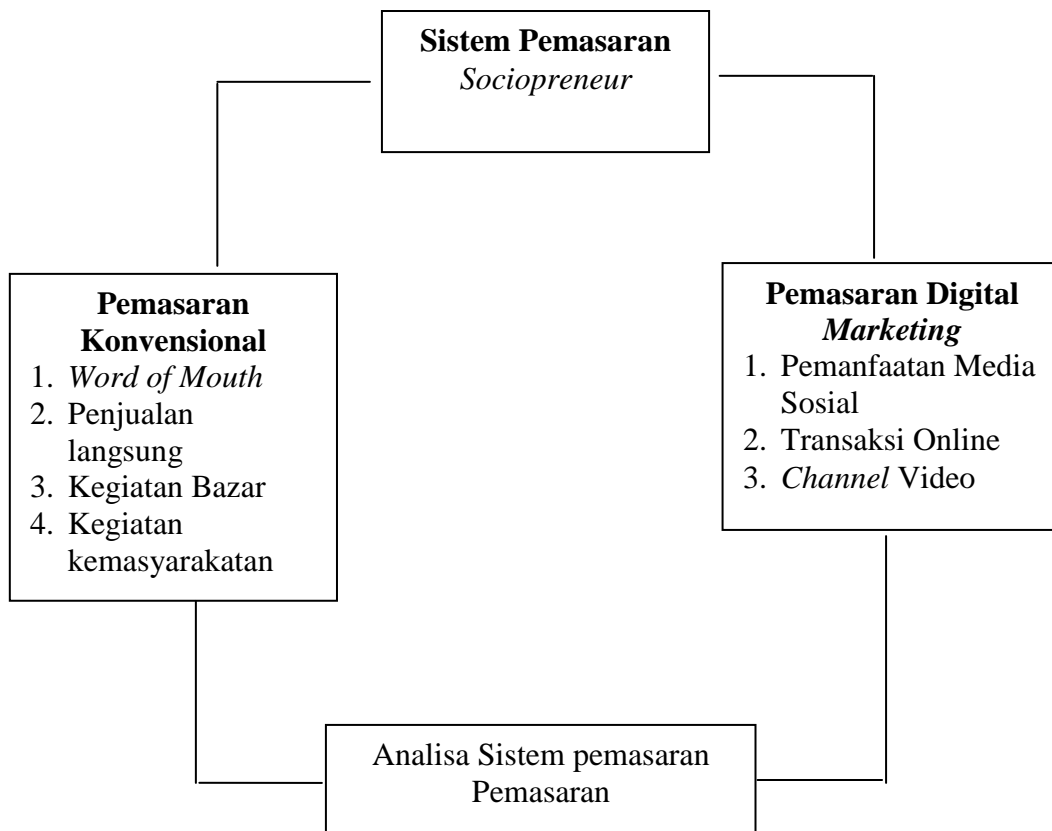 Sistem Pemasaran
Sociopreneur
Pemasaran
Konvensional
1. Word of Mouth
2. Penjualan
langsung
3. Kegiatan Bazar
4. Kegiatan
kemasyarakatan
Pemasaran Digital
Marketing
1. Pemanfaatan Media
Sosial
2. Transaksi Online
3. Channel Video
Analisa Sistem pemasaran
Pemasaran